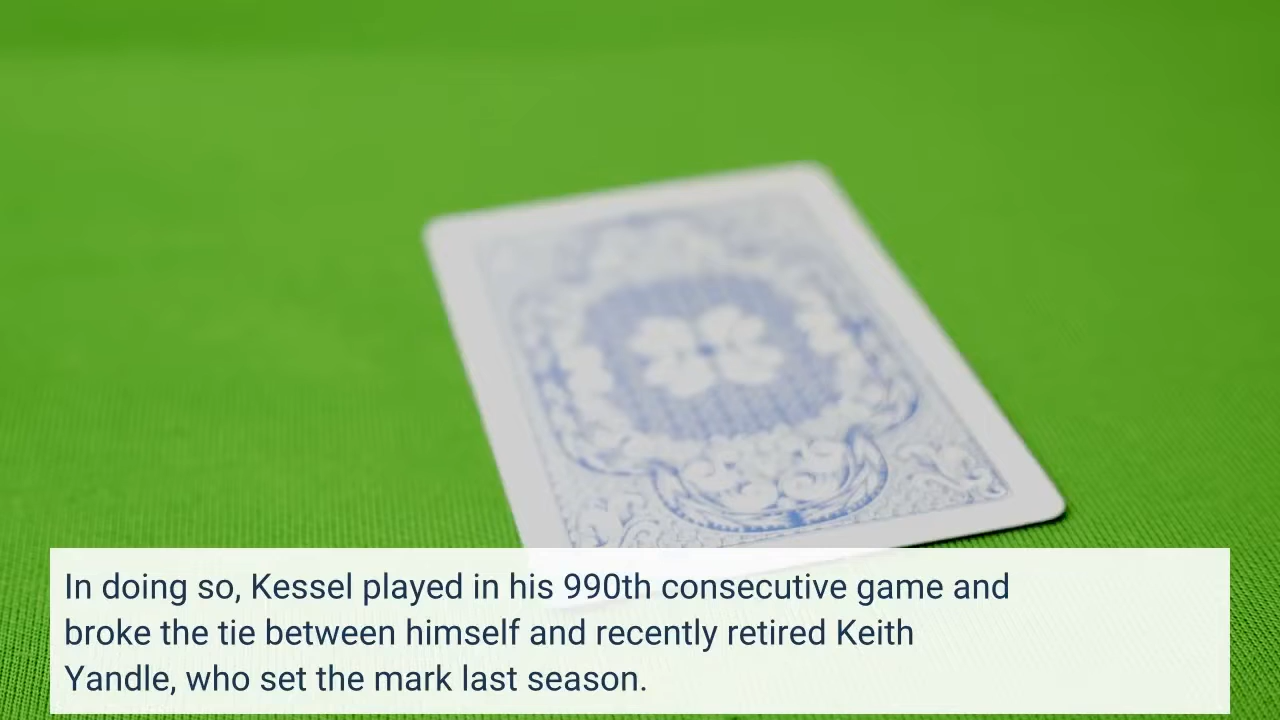 In doing so, Kessel played in his 990th consecutive game and
broke the tie between himself and recently retired Keith
Yandle, who set the mark last season.